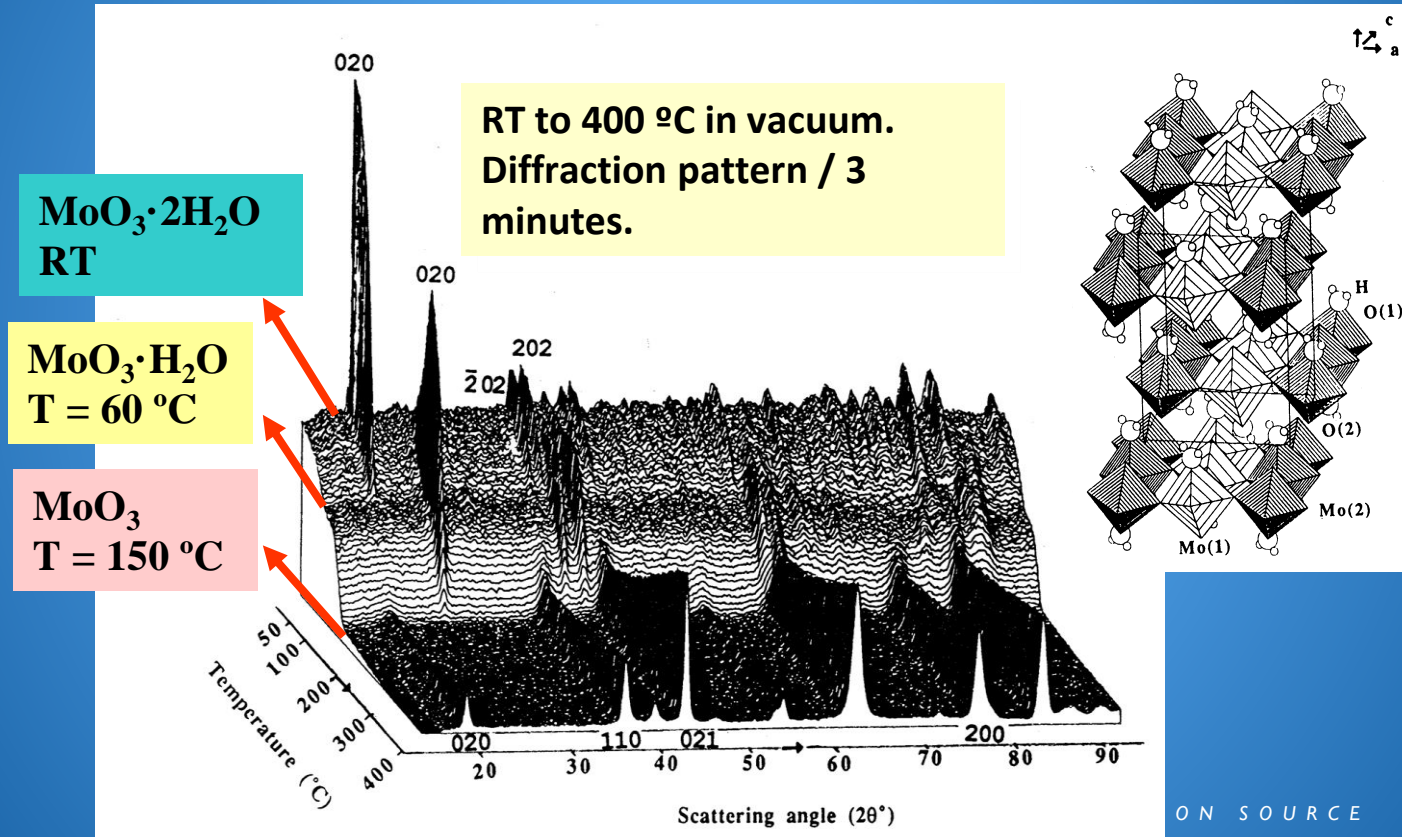 020
RT to 400 ºC in vacuum.
Diffraction pattern / 3
minutes.
MoO₃·2H₂O
RT
020
MoO₃·H₂O
T = 60 ºC
202
2̅02
MoO₃
T = 150 ºC
c
a
H
O(1)
O(2)
Mo(2)
Mo(1)
50
100
200
300
400
Temperature (°C)
020
110
021
200
20
30
40
50
60
70
80
90
Scattering angle (2θ°)
ON SOURCE